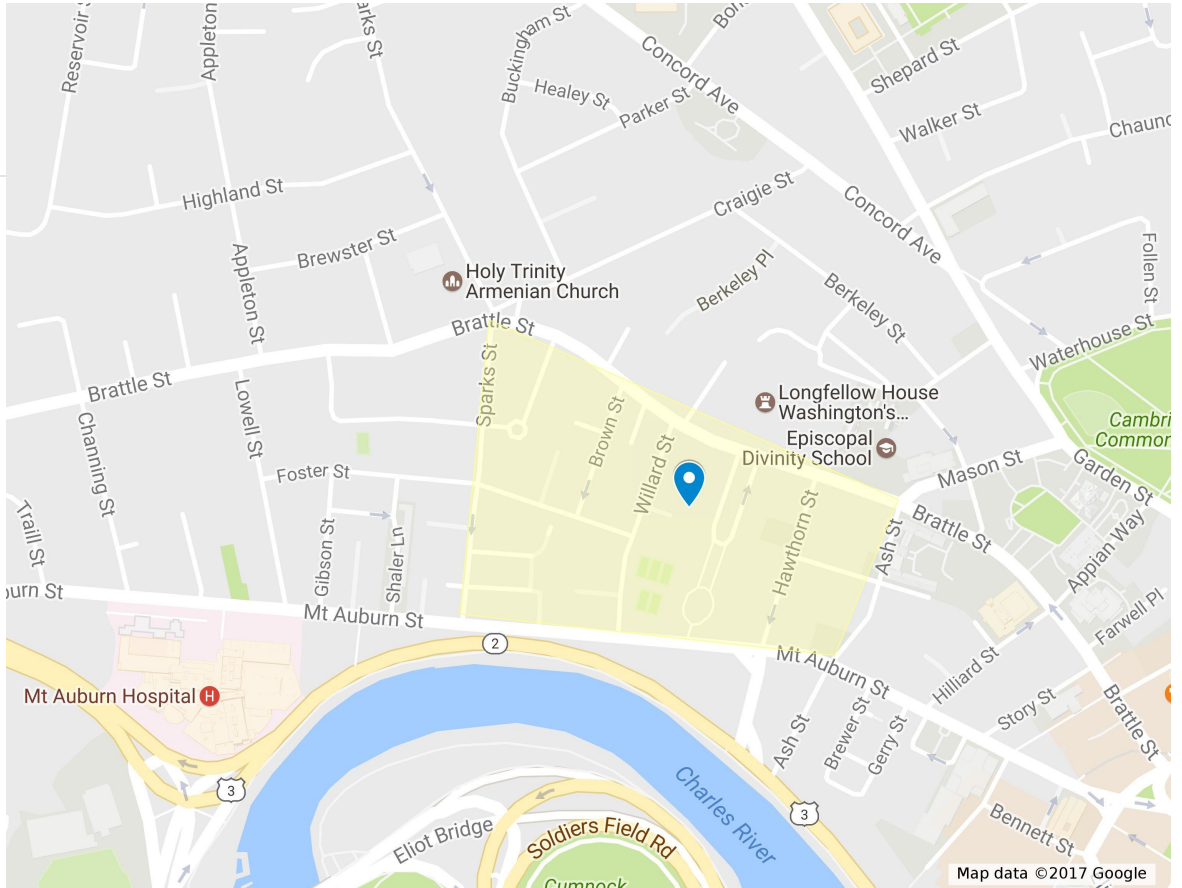 Reservoir S
Appleton
arks St
Buckingham St
Bon
Concord Ave
Shepard St
Healey St
Parker St
Walker St
Chaunc
Highland St
Craigie St
Concord Ave
Brewster St
Appleton St
Berkeley Pl
Follen St
Holy Trinity
Armenian Church
Berkeley St
Brattle St
Waterhouse St
Brattle St
Sparks St
Lowell St
Channing St
Brown St
Willard St
Longfellow House
Washington's...
Episcopal
Divinity School
Cambri
Common
Mason St
Garden St
Foster St
Hawthorn St
Ash St
Brattle St
Traill St
Gibson St
Shaler Ln
Appian Way
Farwell Pl
burn St
Mt Auburn St
2
Mt Auburn St
Mt Auburn Hospital
H
Hilliard St
Story St
Brattle St
Ash St
Brewer St
Gerry St
3
Charles River
3
Eliot Bridge
Soldiers Field Rd
Bennett St
Cumnock
Map data ©2017 Google